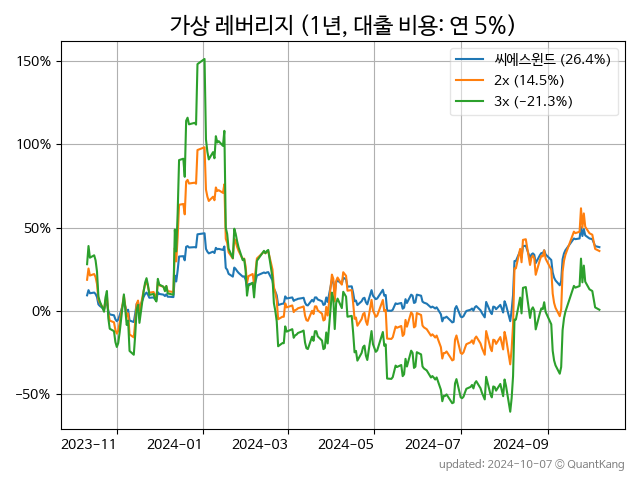 가상 레버리지 (1년, 대출 비용: 연 5%)
씨에스윈드 (26.4%)
2x (14.5%)
3x (−21.3%)
150%
100%
50%
0%
−50%
2023-11
2024-01
2024-03
2024-05
2024-07
2024-09
updated: 2024-10-07 © QuantKang